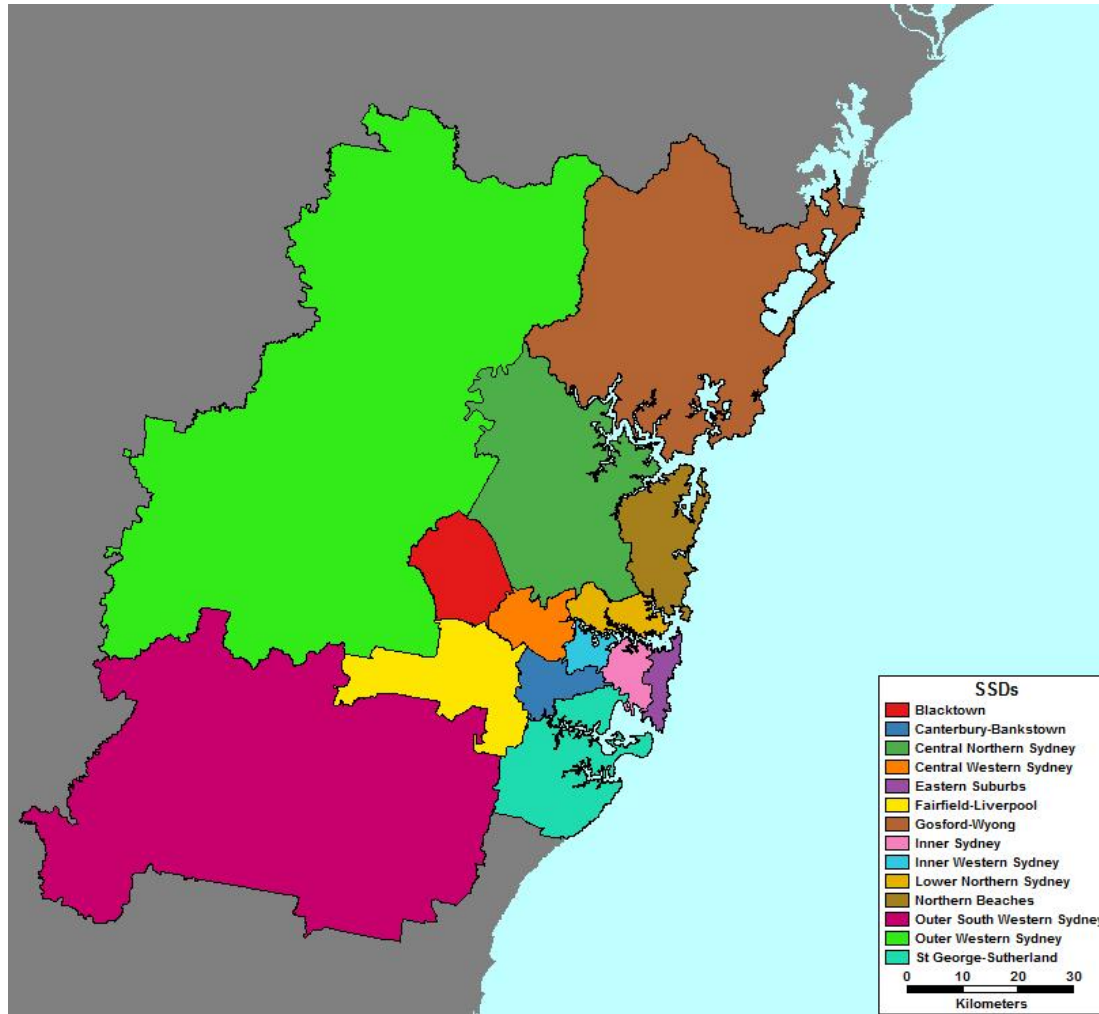 SSDs
Blacktown
Canterbury-Bankstown
Central Northern Sydney
Central Western Sydney
Eastern Suburbs
Fairfield-Liverpool
Gosford-Wyong
Inner Sydney
Inner Western Sydney
Lower Northern Sydney
Northern Beaches
Outer South Western Sydney
Outer Western Sydney
St George-Sutherland
0 10 20 30
Kilometers